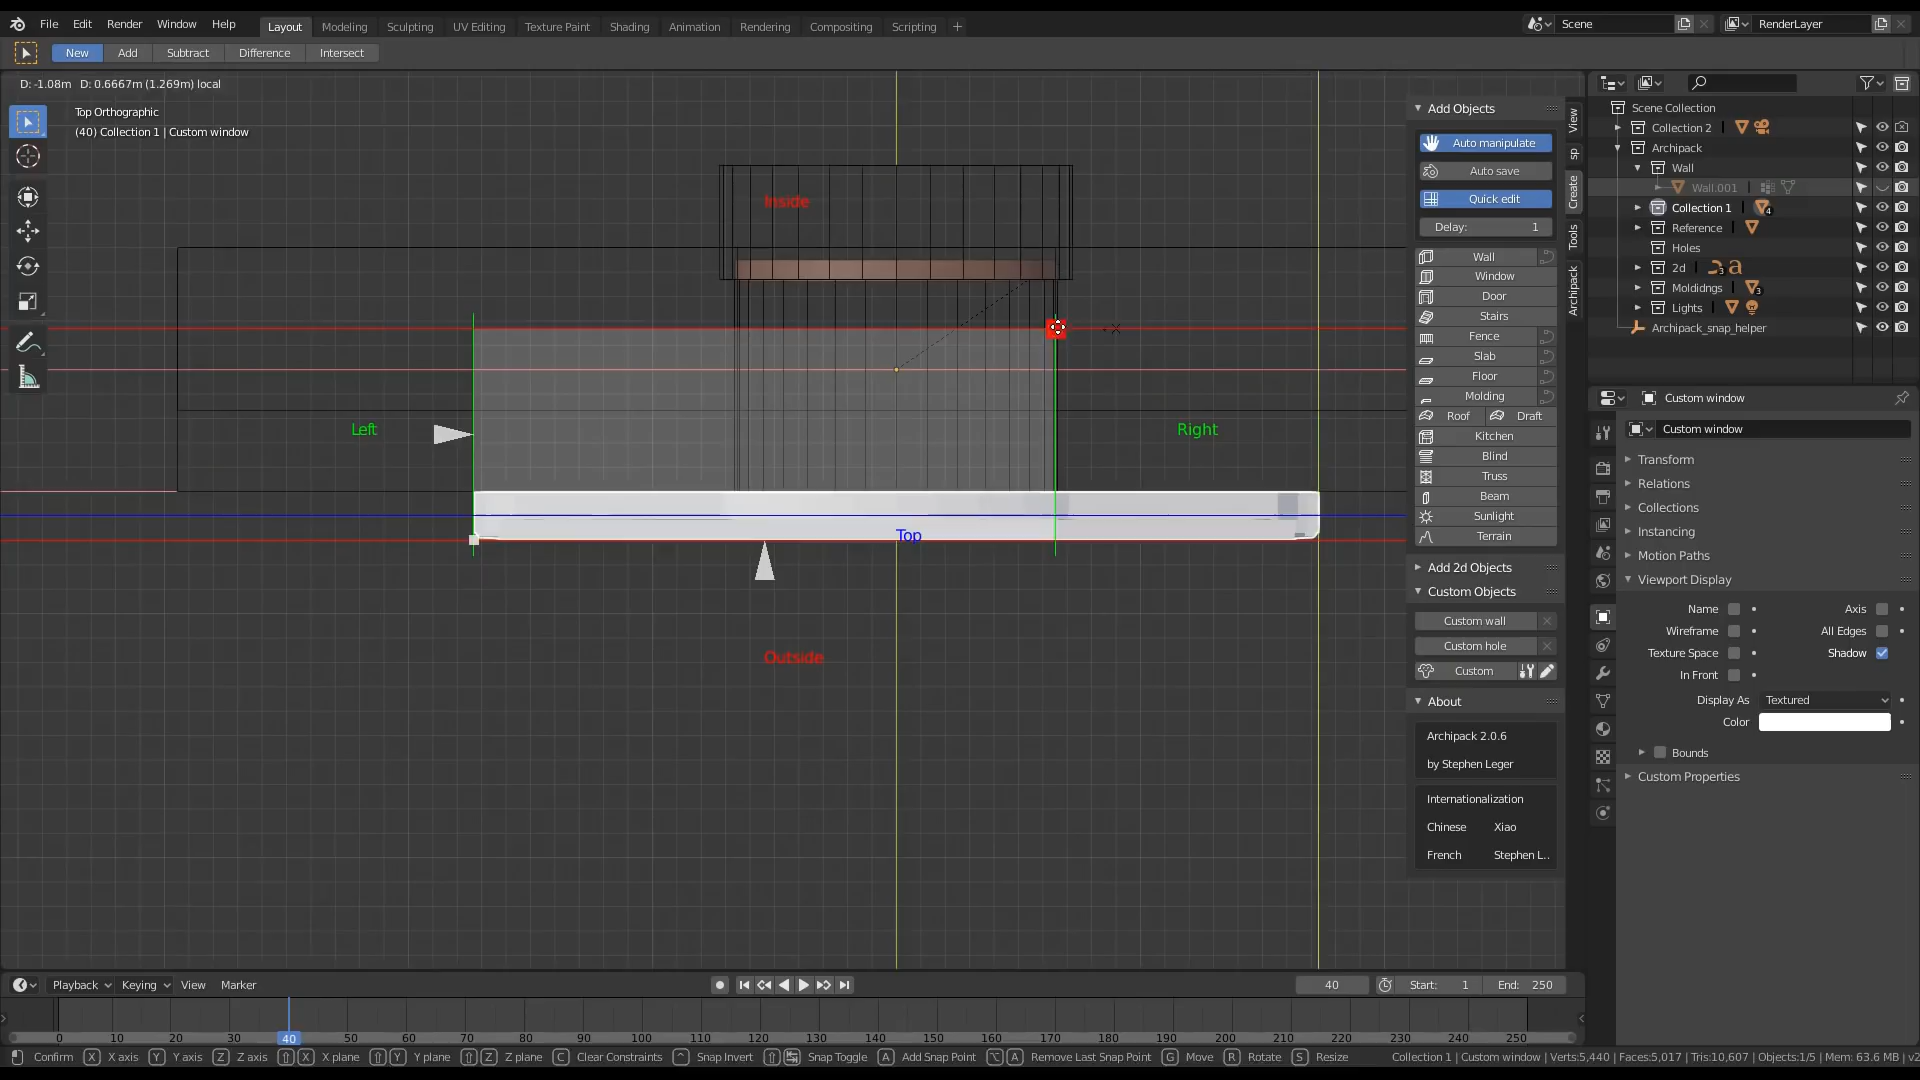 File Edit Render Window Help Layout Modeling Sculpting UV Editing Texture Paint Shading Animation Rendering Compositing Scripting + Scene RenderLayer
New Add Subtract Difference Intersect
D: -1.08m D: 0.6667m (1.269m) local
Top Orthographic
(40) Collection 1 | Custom window
Inside
Left
Right
Top
Outside
Add Objects
Auto manipulate
Auto save
Quick edit
Delay: 1
Wall
Window
Door
Stairs
Fence
Slab
Floor
Molding
Roof Draft
Kitchen
Blind
Truss
Beam
Sunlight
Terrain
Add 2d Objects
Custom Objects
Custom wall
Custom hole
Custom
About
Archipack 2.0.6
by Stephen Leger
Internationalization
Chinese Xiao
French Stephen L..
View
sp
Create
Tools
Archipack
Scene Collection
Collection 2
Archipack
Wall
Wall.001
Collection 1 4
Reference
Holes
2d 3
Moldidngs 3
Lights
Archipack_snap_helper
Custom window
Custom window
Transform
Relations
Collections
Instancing
Motion Paths
Viewport Display
Name Axis
Wireframe All Edges
Texture Space Shadow
In Front
Display As Textured
Color
Bounds
Custom Properties
Playback Keying View Marker 40 Start: 1 End: 250
0 10 20 30 40 50 60 70 80 90 100 110 120 130 140 150 160 170 180 190 200 210 220 230 240 250
Confirm X X axis Y Y axis Z Z axis X X plane Y Y plane Z Z plane C Clear Constraints Snap Invert Snap Toggle A Add Snap Point A Remove Last Snap Point G Move R Rotate S Resize Collection 1 | Custom window | Verts:5,440 | Faces:5,017 | Tris:10,607 | Objects:1/5 | Mem: 63.6 MB | v2